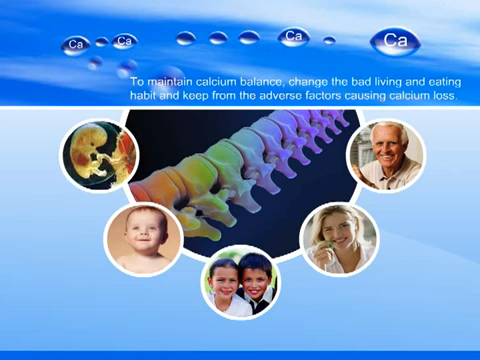 Ca Ca Ca Ca
To maintain calcium balance, change the bad living and eating
habit and keep from the adverse factors causing calcium loss.